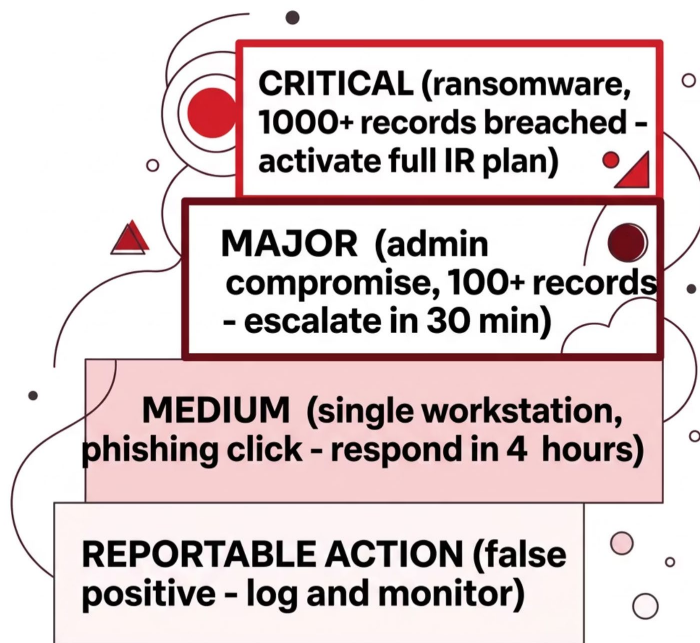 CRITICAL (ransomware,
1000+ records breached -
activate full IR plan)
MAJOR (admin
compromise, 100+ records
- escalate in 30 min)
MEDIUM (single workstation,
phishing click - respond in 4 hours)
REPORTABLE ACTION (false
positive - log and monitor)